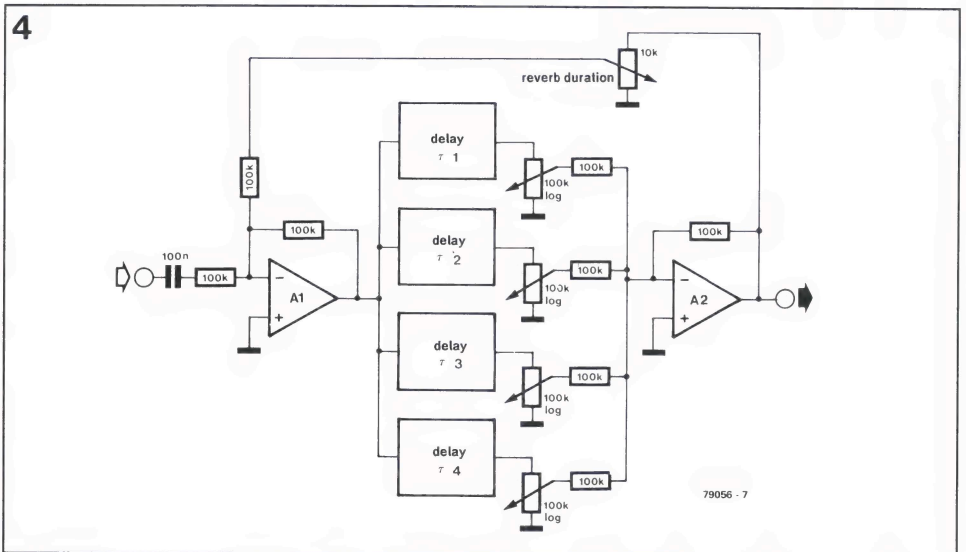 4
10k
reverb duration
delay
τ 1
100k
log
100k
100k
100k
100k
delay
τ 2
100k
log
100k
100n
100k
−
A1
+
−
A2
+
delay
τ 3
100k
log
100k
delay
τ 4
100k
log
100k
79056 - 7